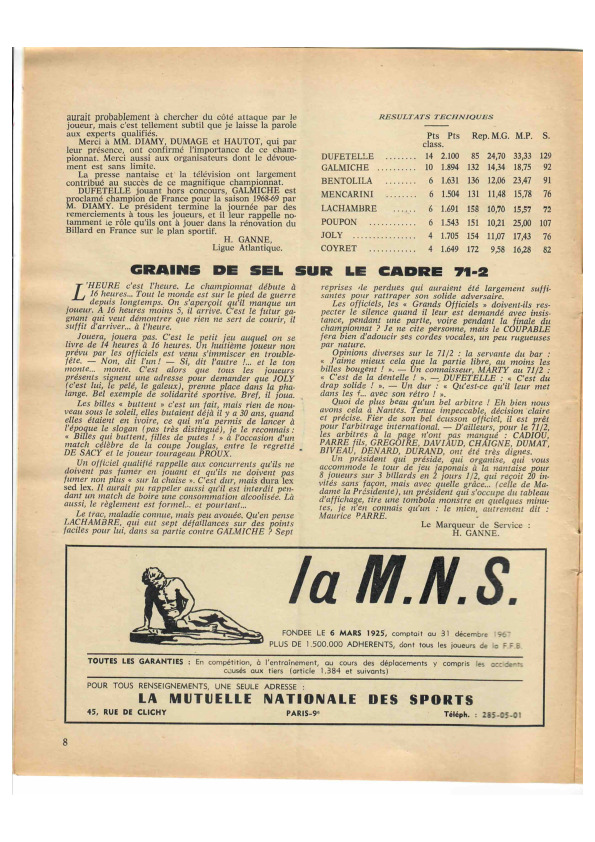 aurait probablement à chercher du côté attaque par le
joueur, mais c'est tellement subtil que je laisse la parole
aux experts qualifiés.
Merci à MM. DIAMY, DUMAGE et HAUTOT, qui par
leur présence, ont confirmé l'importance de ce cham-
pionnat. Merci aussi aux organisateurs dont le dévoue-
ment est sans limite.
La presse nantaise et la télévision ont largement
contribué au succès de ce magnifique championnat.
DUFETELLE jouant hors concours, GALMICHE est
proclamé champion de France pour la saison 1968-69 par
M. DIAMY. Le président termine la journée par des
remerciements à tous les joueurs, et il leur rappelle no-
tamment le rôle qu'ils ont à jouer dans la rénovation du
Billard en France sur le plan sportif.
H. GANNE,
Ligue Atlantique.
RESULTATS TECHNIQUES
Pts Pts Rep. M.G. M.P. S.
class.
DUFETELLE ........ 14 2.100 85 24,70 33,33 129
GALMICHE .......... 10 1.894 132 14,34 18,75 92
BENTOLILA ........ 6 1.631 136 12,06 23,47 91
MENCARINI ........ 6 1.504 131 11,48 15,78 76
LACHAMBRE ...... 6 1.691 158 10,70 15,57 72
POUPON ............ 6 1.543 151 10,21 25,00 107
JOLY ................ 4 1.705 154 11,07 17,43 76
COYRET ............ 4 1.649 172 9,58 16,28 82
GRAINS DE SEL SUR LE CADRE 71-2
L'HEURE c'est l'heure. Le championnat débute à
16 heures... Tout le monde est sur le pied de guerre
depuis longtemps. On s'aperçoit qu'il manque un
joueur. A 16 heures moins 5, il arrive. C'est le futur ga-
gnant qui veut démontrer que rien ne sert de courir, il
suffit d'arriver... à l'heure.
Jouera, jouera pas. C'est le petit jeu auquel on se
livre de 14 heures à 16 heures. Un huitième joueur non
prévu par les officiels est venu s'immiscer en trouble-
fête. — Non, dit l'un ! — Si, dit l'autre !... et le ton
monte... monte. C'est alors que tous les joueurs
présents signent une adresse pour demander que JOLY
(c'est lui, le pelé, le galeux), prenne place dans la pha-
lange. Bel exemple de solidarité sportive. Bref, il joua.
Les billes « buttent » c'est un fait, mais rien de nou-
veau sous le soleil, elles butaient déjà il y a 30 ans, quand
elles étaient en ivoire, ce qui m'a permis de lancer à
l'époque le slogan (pas très distingué), je le reconnais :
« Billes qui buttent, filles de putes ! » à l'occasion d'un
match célèbre de la coupe Jouglas, entre le regretté
DE SACY et le joueur tourageau PROUX.
Un officiel qualifié rappelle aux concurrents qu'ils ne
doivent pas fumer en jouant et qu'ils ne doivent pas
fumer non plus « sur la chaise ». C'est dur, mais dura lex
sed lex. Il aurait pu rappeler aussi qu'il est interdit pen-
dant un match de boire une consommation alcoolisée. Là
aussi, le règlement est formel... et pourtant...
Le trac, maladie connue, mais peu avouée. Qu'en pense
LACHAMBRE, qui eut sept défaillances sur des points
faciles pour lui, dans sa partie contre GALMICHE ? Sept
reprises de perdues qui auraient été largement suffi-
santes pour rattraper son solide adversaire.
Les officiels, les « Grands Officiels » doivent-ils res-
pecter le silence quand il leur est demandé avec insis-
tance, pendant une partie, voire pendant la finale du
championnat ? Je ne cite personne, mais le COUPABLE
fera bien d'adoucir ses cordes vocales, un peu rugueuses
par nature.
Opinions diverses sur le 71/2 : la servante du bar :
« J'aime mieux cela que la partie libre, au moins les
billes bougent ! ». — Un connaisseur, MARTY au 71/2 :
« C'est de la dentelle ! ». — DUFETELLE : « C'est du
drap solide ! ». — Un dur : « Qu'est-ce qu'il leur met
dans les f... avec son rétro ! ».
Quoi de plus beau qu'un bel arbitre ! Eh bien nous
avons cela à Nantes. Tenue impeccable, décision claire
et précise. Fier de son bel écusson officiel, il est prêt
pour l'arbitrage international. — D'ailleurs, pour le 71/2,
les arbitres à la page n'ont pas manqué : CADIOU,
PARRE fils, GREGOIRE, DAVIAUD, CHAIGNE, DUMAT,
BIVEAU, DENARD, DURAND, ont été très dignes.
Un président qui préside, qui organise, qui vous
accommode le tour de jeu japonais à la nantaise pour
8 joueurs sur 3 billards en 2 jours 1/2, qui reçoit 20 in-
vités sans façon, mais avec quelle grâce... (celle de Ma-
dame la Présidente), un président qui s'occupe du tableau
d'affichage, tire une tombola monstre en quelques minu-
tes, je n'en connais qu'un : le mien, autrement dit :
Maurice PARRE.
Le Marqueur de Service :
H. GANNE.
la M.N.S.
FONDEE LE 6 MARS 1925, comptait au 31 décembre 1967
PLUS DE 1.500.000 ADHERENTS, dont tous les joueurs de la F.F.B.
TOUTES LES GARANTIES : En compétition, à l'entraînement, au cours des déplacements y compris les accidents
causés aux tiers (article 1.384 et suivants)
POUR TOUS RENSEIGNEMENTS, UNE SEULE ADRESSE :
LA MUTUELLE NATIONALE DES SPORTS
45, RUE DE CLICHY PARIS-9e Téléph. : 285-05-01
8